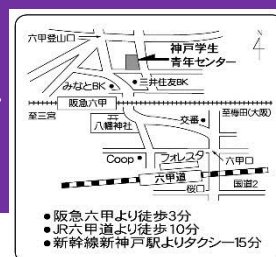 六甲登山口
N
神戸学生
青年センター
みなとBK
三井住友BK
阪急六甲
至三宮
至梅田(大阪)
八幡神社
交番
Coop
フォレスタ
六甲口
六甲道
桜口
国道2
●阪急六甲より徒歩3分
●JR六甲道より徒歩10分
●新幹線新神戸駅よりタクシー15分